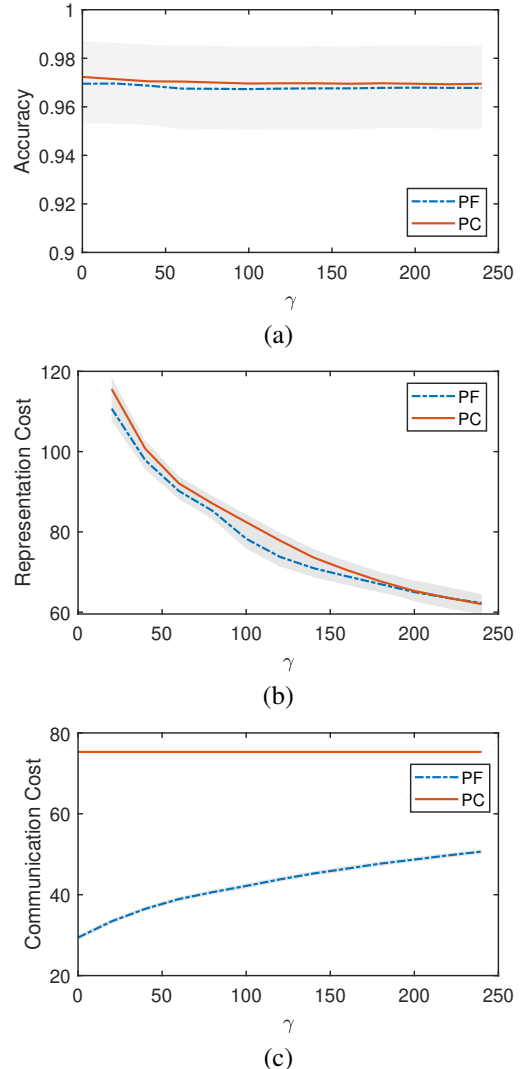 1
0.98
0.96
0.94
0.92
0.9
Accuracy
PF
PC
0 50 100 150 200 250
γ
(a)
120
100
80
60
Representation Cost
PF
PC
0 50 100 150 200 250
γ
(b)
80
60
40
20
Communication Cost
PF
PC
0 50 100 150 200 250
γ
(c)